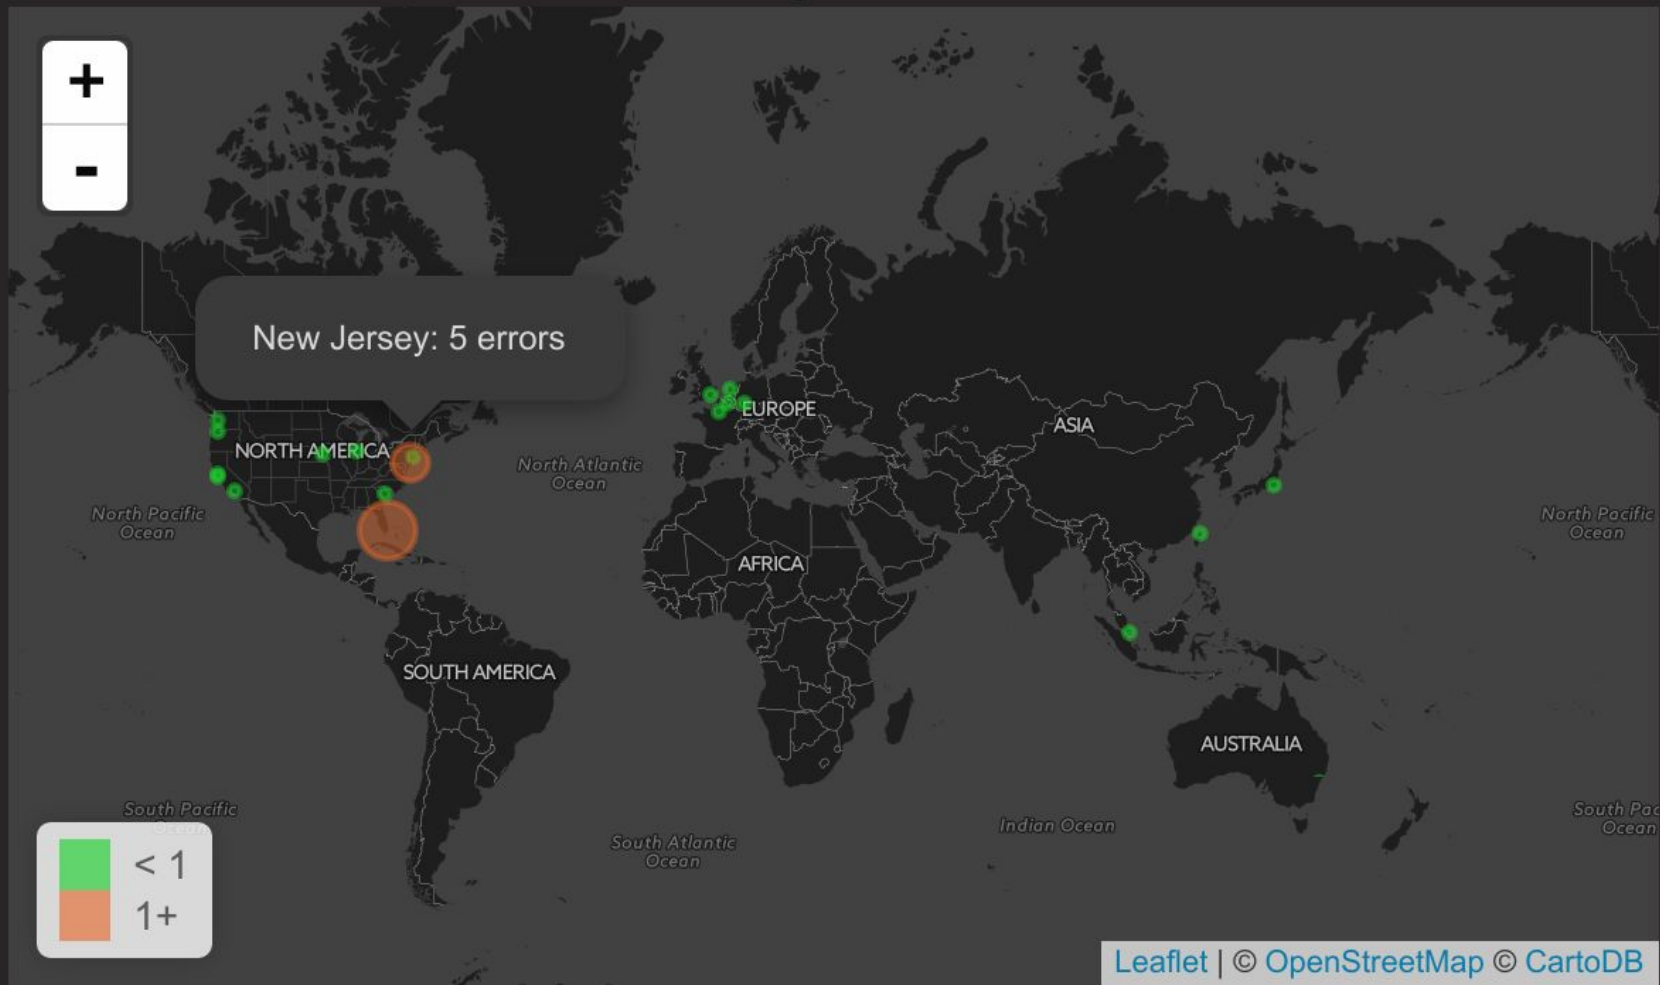 +
-
New Jersey: 5 errors
EUROPE
ASIA
NORTH AMERICA
North Atlantic
Ocean
North Pacific
Ocean
North Pacific
Ocean
AFRICA
SOUTH AMERICA
AUSTRALIA
South Pacific
Ocean
South Pac
Ocean
Indian Ocean
South Atlantic
Ocean
< 1
1+
Leaflet | © OpenStreetMap © CartoDB